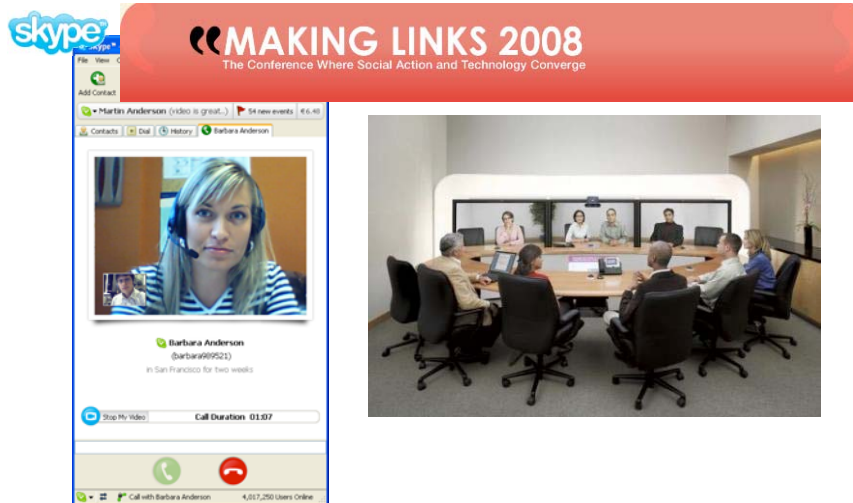 skype™
MAKING LINKS 2008
The Conference Where Social Action and Technology Converge
Skype™
File View
Add Contact
Martin Anderson (video is great..) 54 new events €6.48
Contacts Dial History Barbara Anderson
Barbara Anderson
(barbara989521)
in San Francisco for two weeks
Stop My Video Call Duration 01:07
Call with Barbara Anderson 4,017,250 Users Online